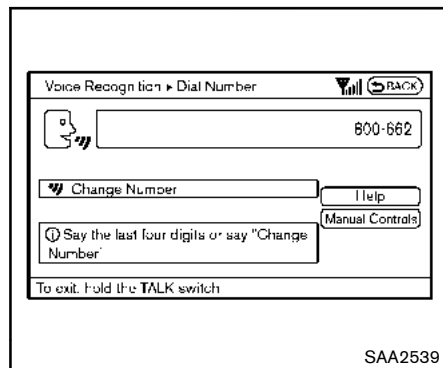 Voice Recognition ▸ Dial Number BACK
800-662
Change Number
Help
Manual Controls
Say the last four digits or say "Change
Number"
To exit, hold the TALK switch
SAA2539